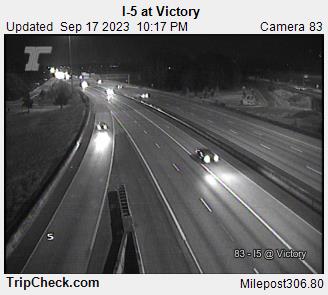 I-5 at Victory
Updated Sep 17 2023 10:17 PM Camera 83
T
S
83 - I5 @ Victory
TripCheck.com Milepost306.80